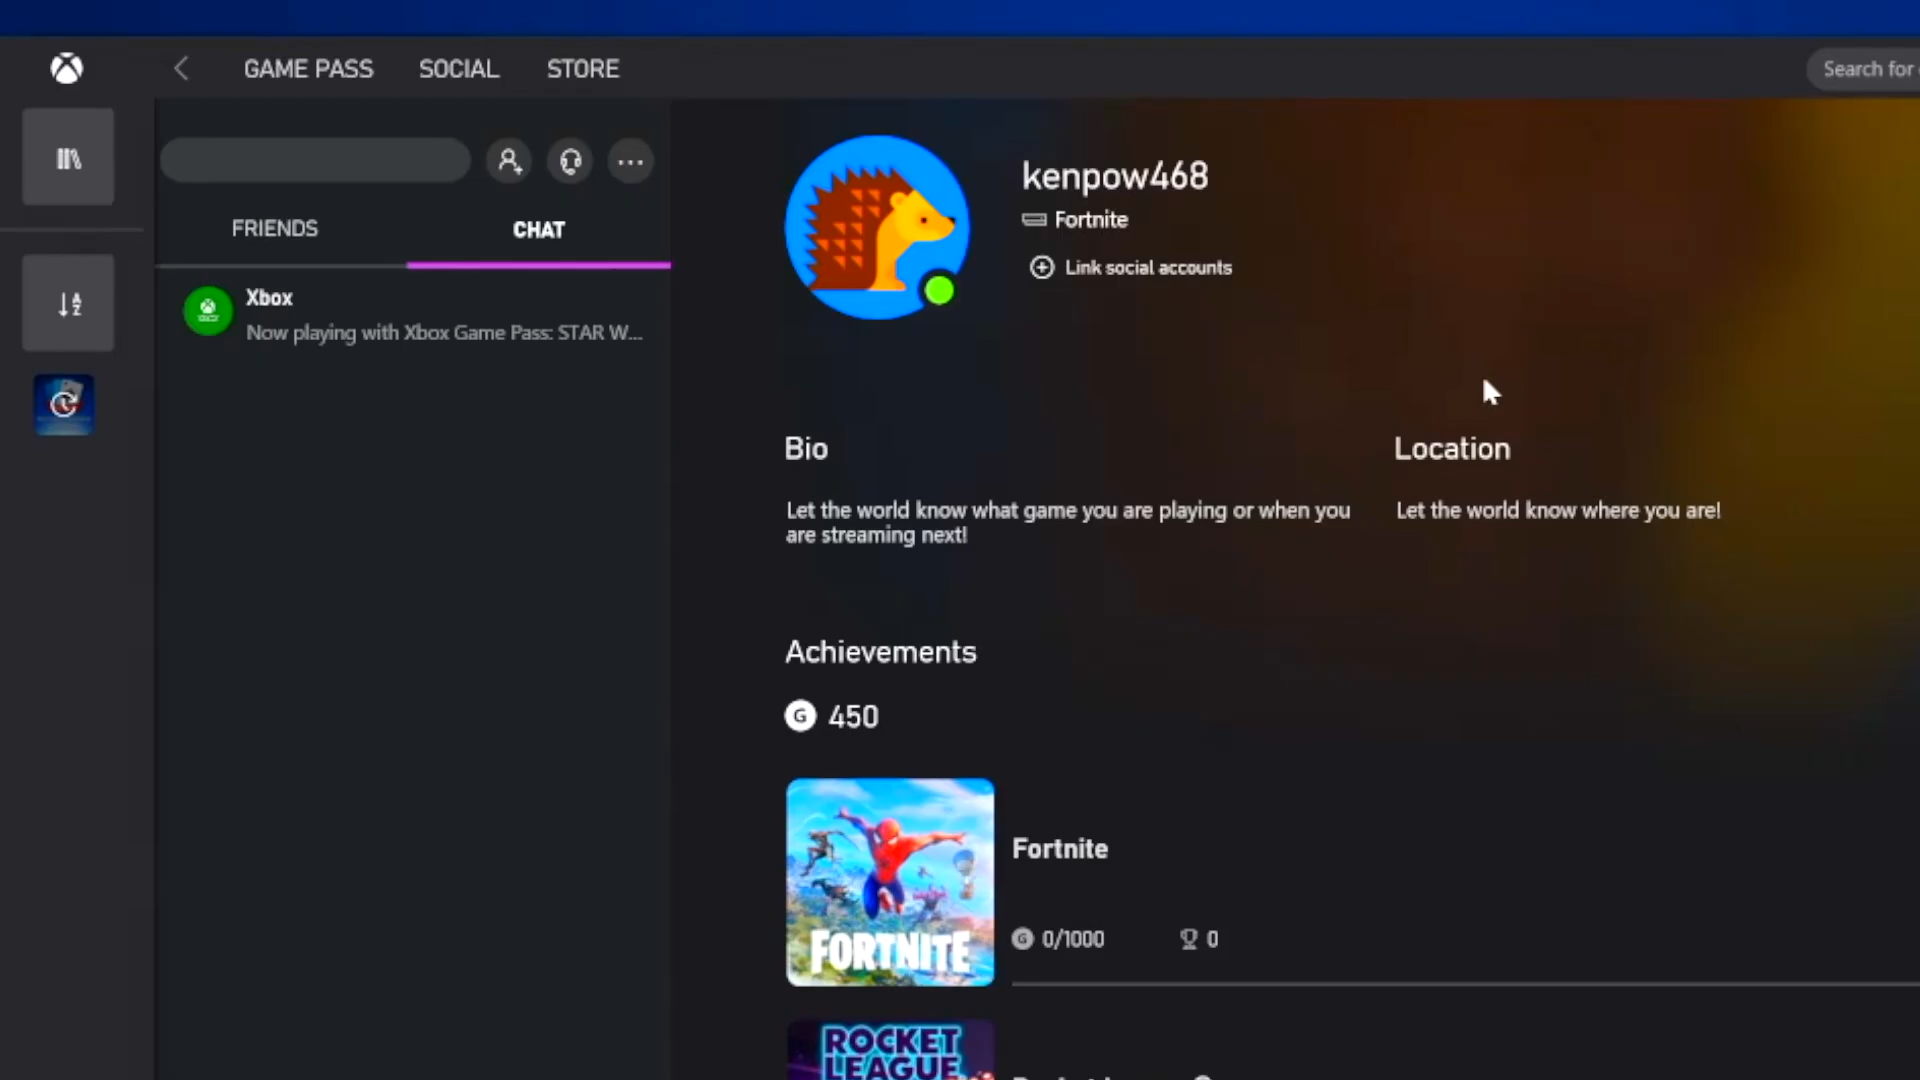 GAME PASS
SOCIAL
STORE
Search for
FRIENDS
CHAT
Xbox
Now playing with Xbox Game Pass: STAR W...
kenpow468
Fortnite
Link social accounts
Bio
Let the world know what game you are playing or when you
are streaming next!
Location
Let the world know where you are!
Achievements
G 450
FORTNITE
Fortnite
G 0/1000
0
ROCKET
LEAGUE